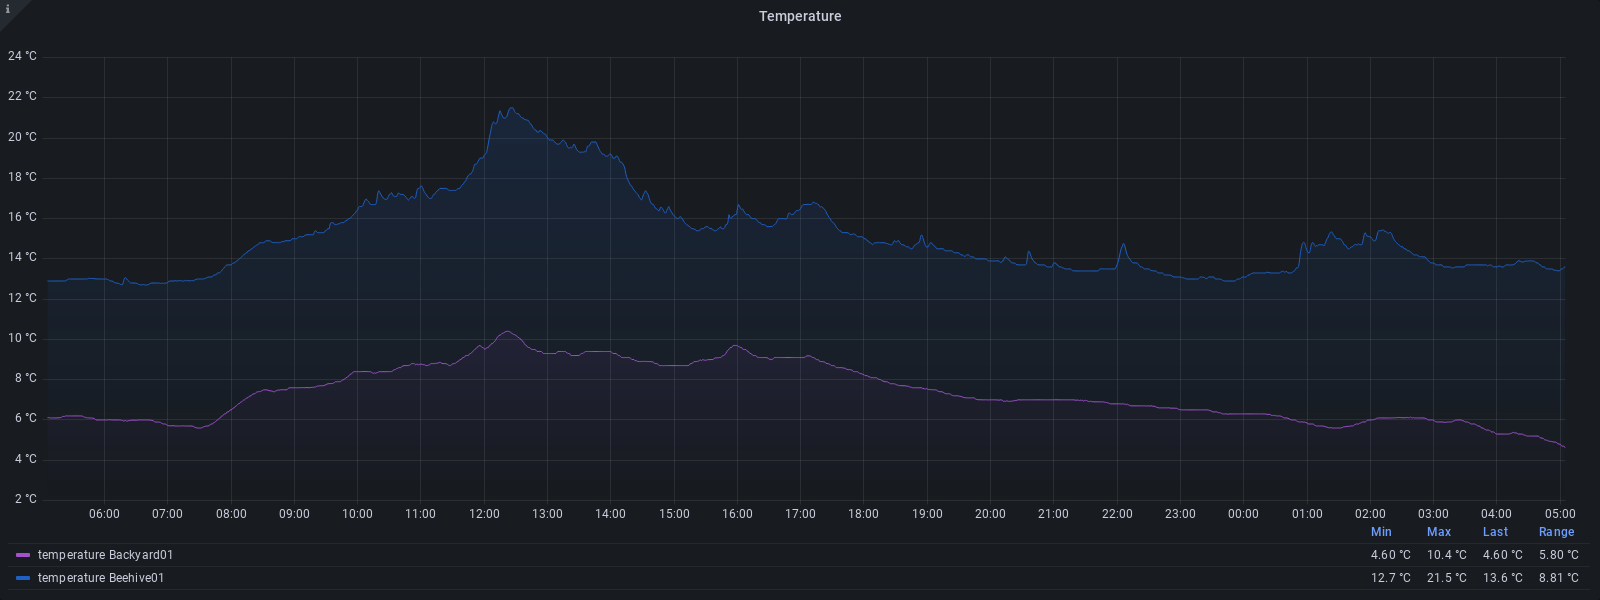 i
Temperature
24 °C
22 °C
20 °C
18 °C
16 °C
14 °C
12 °C
10 °C
8 °C
6 °C
4 °C
2 °C
06:00 07:00 08:00 09:00 10:00 11:00 12:00 13:00 14:00 15:00 16:00 17:00 18:00 19:00 20:00 21:00 22:00 23:00 00:00 01:00 02:00 03:00 04:00 05:00
Min Max Last Range
temperature Backyard01 4.60 °C 10.4 °C 4.60 °C 5.80 °C
temperature Beehive01 12.7 °C 21.5 °C 13.6 °C 8.81 °C